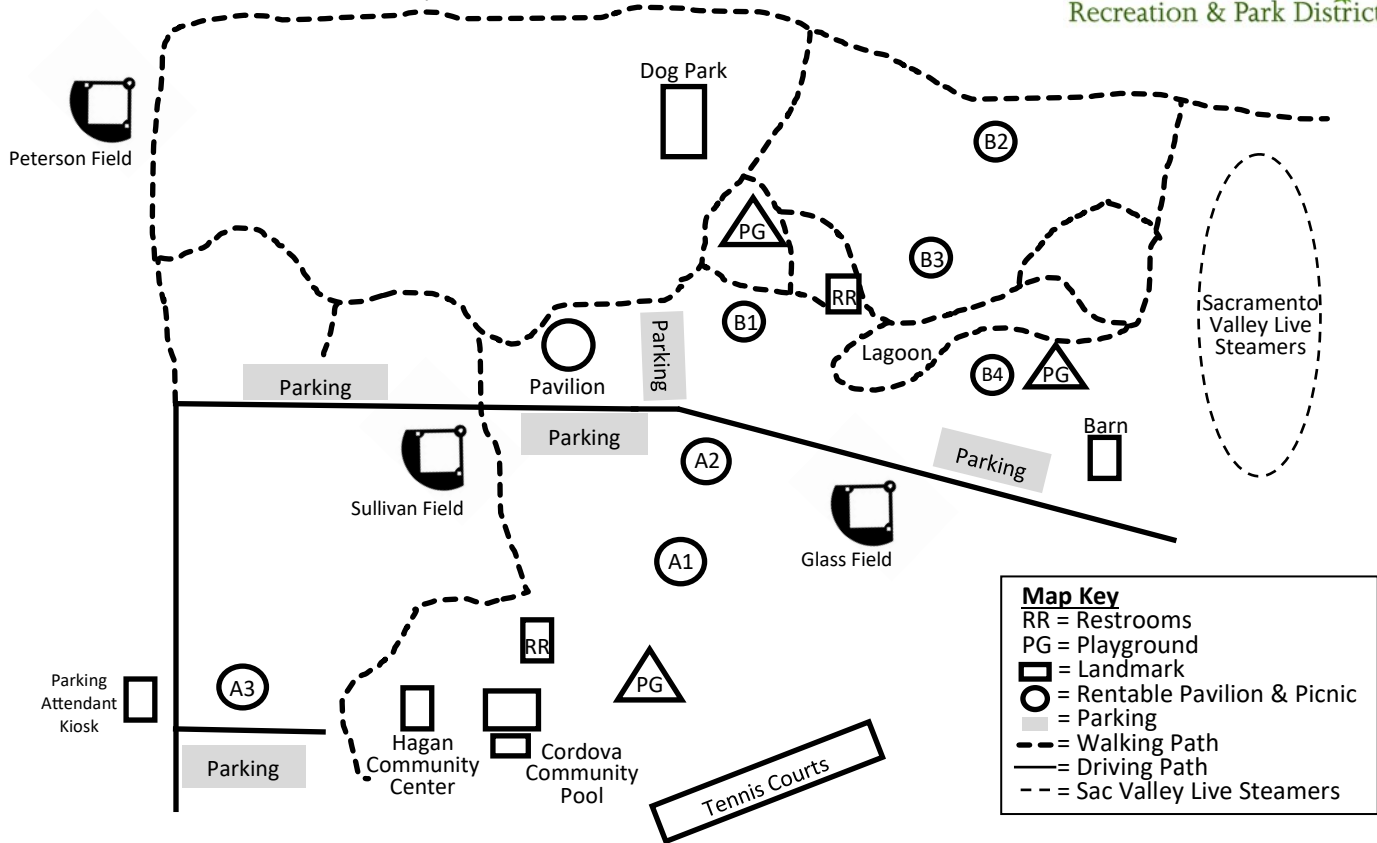 Recreation & Park District
Dog Park
B2
Peterson Field
PG
B3
RR
Sacramento
Valley Live
Steamers
B1
Parking
Lagoon
Pavilion
Parking
B4
PG
Parking
Barn
A2
Parking
Sullivan Field
Glass Field
A1
Map Key
RR = Restrooms
PG = Playground
= Landmark
= Rentable Pavilion & Picnic
= Parking
= Walking Path
= Driving Path
= Sac Valley Live Steamers
RR
PG
Parking
Attendant
Kiosk
A3
Hagan
Community
Center
Cordova
Community
Pool
Parking
Tennis Courts